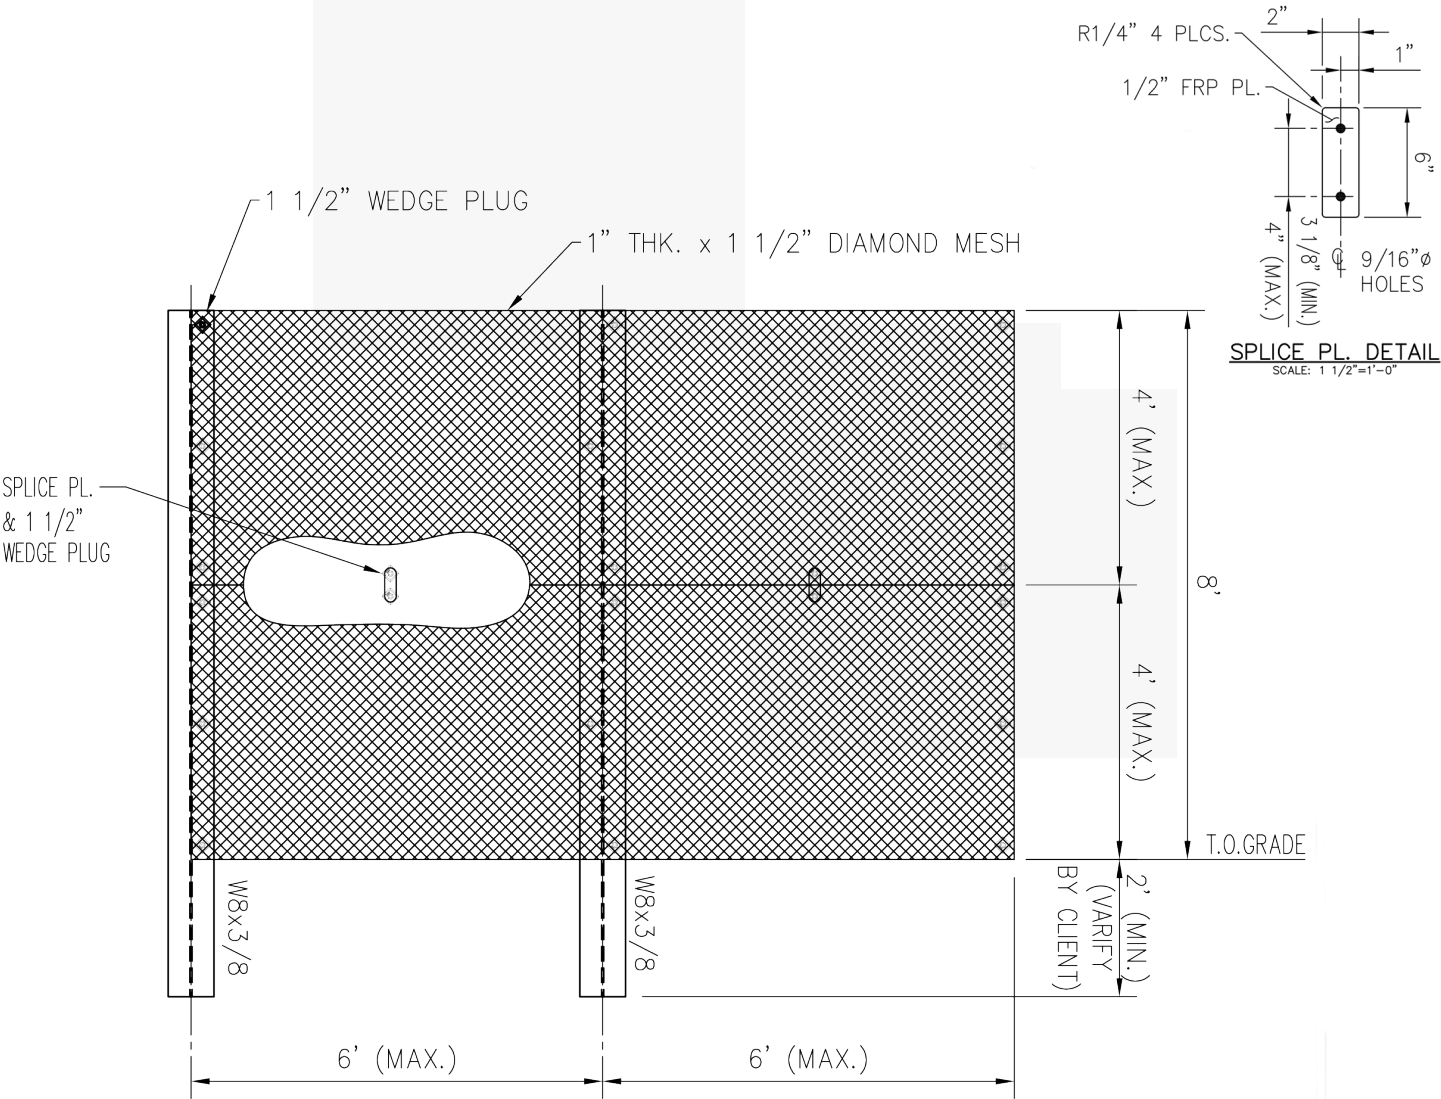 2”
R1/4” 4 PLCS.
1”
1/2” FRP PL.
6”
3 1/8” (MIN.)
4” (MAX.)
℄
9/16”ø
HOLES
SPLICE PL. DETAIL
SCALE: 1 1/2”=1’-0”
1 1/2” WEDGE PLUG
1” THK. x 1 1/2” DIAMOND MESH
SPLICE PL.
& 1 1/2”
WEDGE PLUG
4’ (MAX.)
8’
4’ (MAX.)
T.O.GRADE
2’ (MIN.)
(VARIFY
BY CLIENT)
W8x3/8
W8x3/8
6’ (MAX.)
6’ (MAX.)